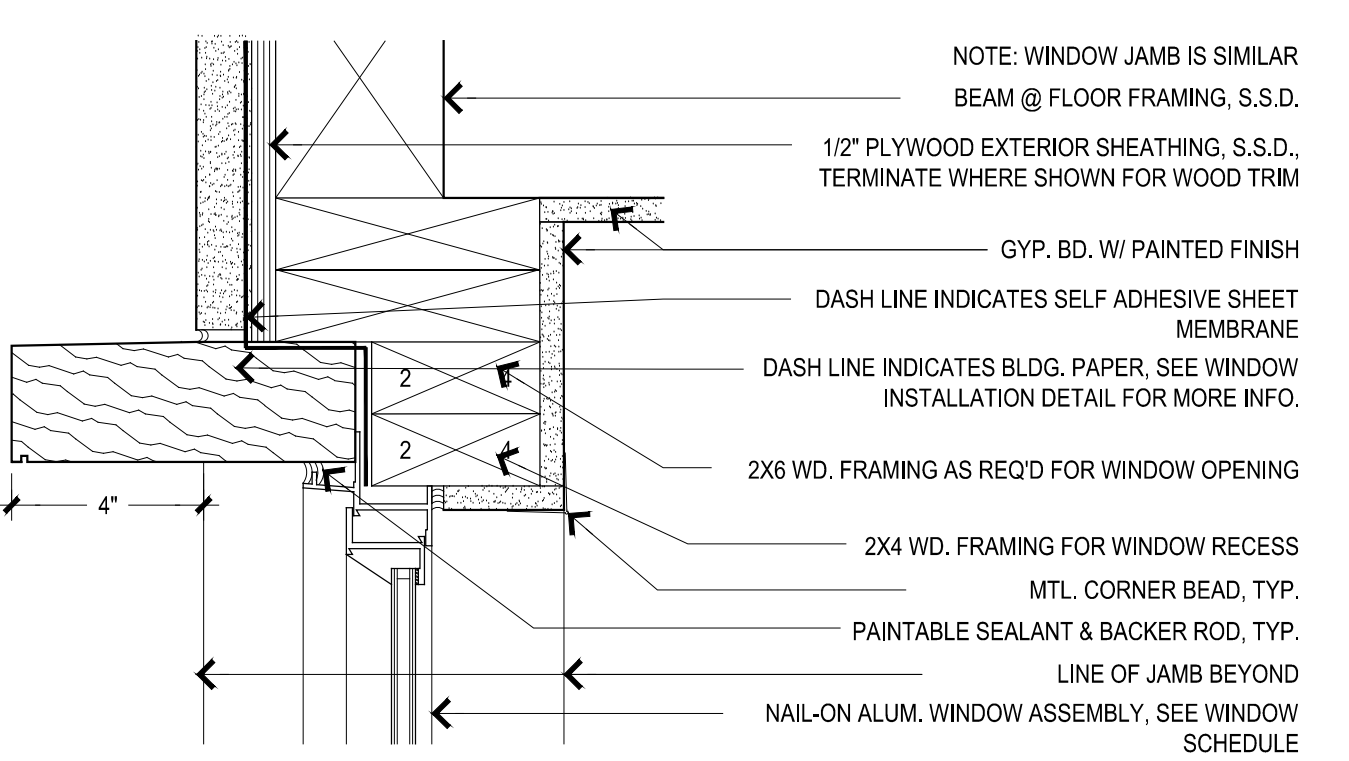 NOTE: WINDOW JAMB IS SIMILAR
BEAM @ FLOOR FRAMING, S.S.D.
1/2" PLYWOOD EXTERIOR SHEATHING, S.S.D.,
TERMINATE WHERE SHOWN FOR WOOD TRIM
GYP. BD. W/ PAINTED FINISH
DASH LINE INDICATES SELF ADHESIVE SHEET
MEMBRANE
DASH LINE INDICATES BLDG. PAPER, SEE WINDOW
INSTALLATION DETAIL FOR MORE INFO.
2 4
2 4
2X6 WD. FRAMING AS REQ'D FOR WINDOW OPENING
4"
2X4 WD. FRAMING FOR WINDOW RECESS
MTL. CORNER BEAD, TYP.
PAINTABLE SEALANT & BACKER ROD, TYP.
LINE OF JAMB BEYOND
NAIL-ON ALUM. WINDOW ASSEMBLY, SEE WINDOW
SCHEDULE